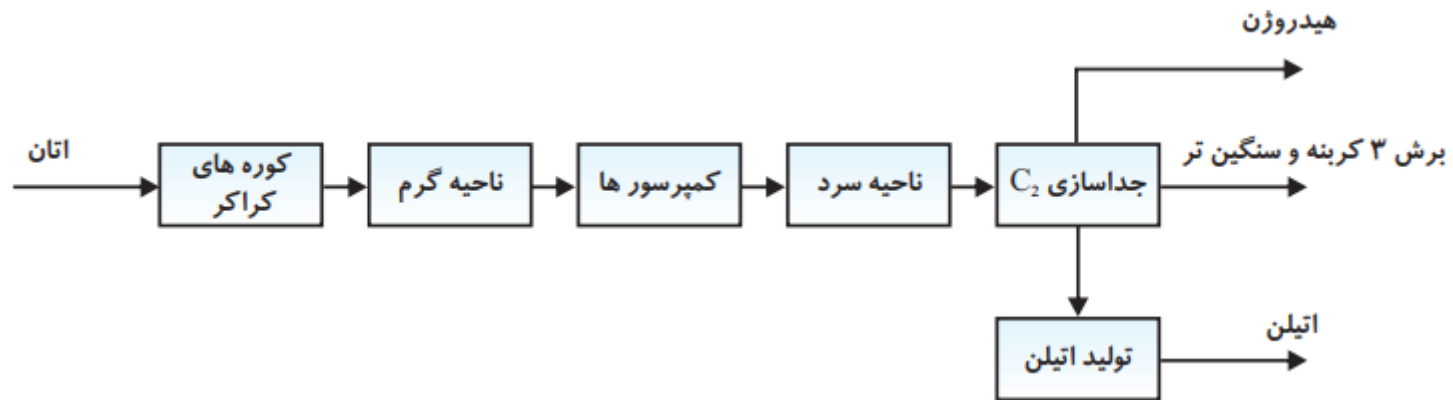 هیدروژن
اتان
کوره های
کراکر
ناحیه گرم
کمپرسور ها
ناحیه سرد
جداسازی C₂
برش ۳ کربنه و سنگین تر
تولید اتیلن
اتیلن